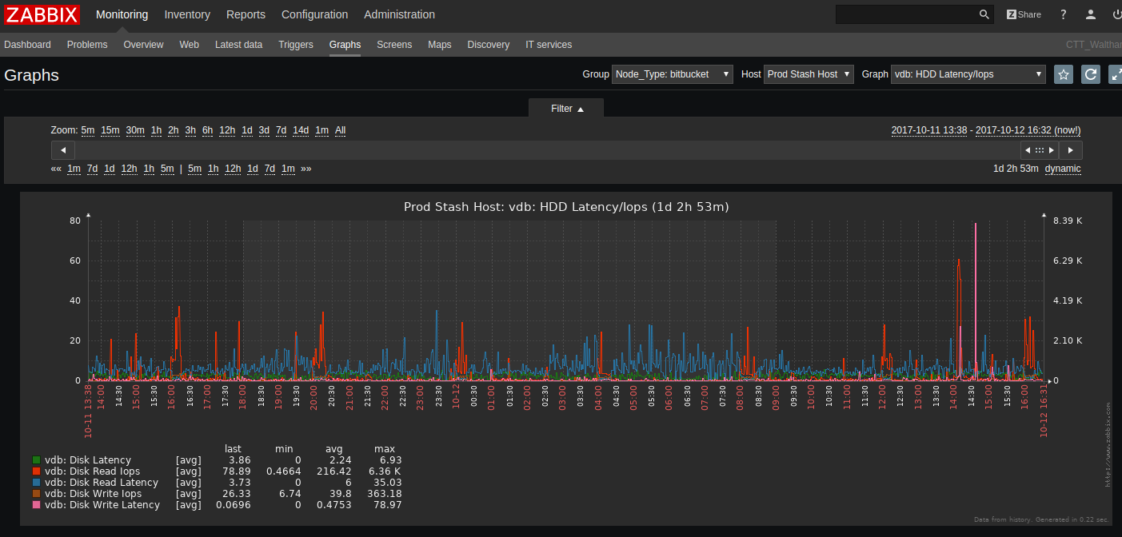 ZABBIX Monitoring Inventory Reports Configuration Administration Z Share ?
Dashboard Problems Overview Web Latest data Triggers Graphs Screens Maps Discovery IT services CTT_Waltha
Graphs Group Node_Type: bitbucket Host Prod Stash Host Graph vdb: HDD Latency/Iops
Filter
Zoom: 5m 15m 30m 1h 2h 3h 6h 12h 1d 3d 7d 14d 1m All 2017-10-11 13:38 - 2017-10-12 16:32 (now!)
«« 1m 7d 1d 12h 1h 5m | 5m 1h 12h 1d 7d 1m »» 1d 2h 53m dynamic
Prod Stash Host: vdb: HDD Latency/Iops (1d 2h 53m)
80 8.39 K
60 6.29 K
40 4.19 K
20 2.10 K
0 0
10-11 13:38 14:00 14:30 15:00 15:30 16:00 16:30 17:00 17:30 18:00 18:30 19:00 19:30 20:00 20:30 21:00 21:30 22:00 22:30 23:00 23:30 10-12 00:30 01:00 01:30 02:00 02:30 03:00 03:30 04:00 04:30 05:00 05:30 06:00 06:30 07:00 07:30 08:00 08:30 09:00 09:30 10:00 10:30 11:00 11:30 12:00 12:30 13:00 13:30 14:00 14:30 15:00 15:30 16:00 10-12 16:31
last min avg max
vdb: Disk Latency [avg] 3.86 0 2.24 6.93
vdb: Disk Read Iops [avg] 78.89 0.4664 216.42 6.36 K
vdb: Disk Read Latency [avg] 3.73 0 6 35.03
vdb: Disk Write Iops [avg] 26.33 6.74 39.8 363.18
vdb: Disk Write Latency [avg] 0.0696 0 0.4753 78.97
http://www.zabbix.com
Data from history. Generated in 0.22 sec.